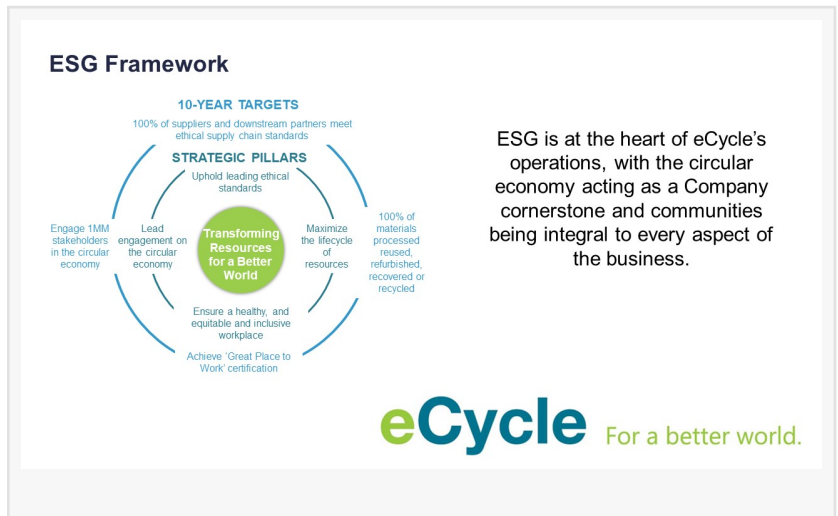 ESG Framework
10-YEAR TARGETS
100% of suppliers and downstream partners meet
ethical supply chain standards
STRATEGIC PILLARS
Uphold leading ethical
standards
Engage 1MM
stakeholders
in the circular
economy
Lead
engagement on
the circular
economy
Transforming
Resources
for a Better
World
Maximize
the lifecycle
of
resources
100% of
materials
processed
reused,
refurbished,
recovered or
recycled
Ensure a healthy, and
equitable and inclusive
workplace
Achieve ‘Great Place to
Work’ certification
ESG is at the heart of eCycle’s
operations, with the circular
economy acting as a Company
cornerstone and communities
being integral to every aspect of
the business.
eCycle For a better world.